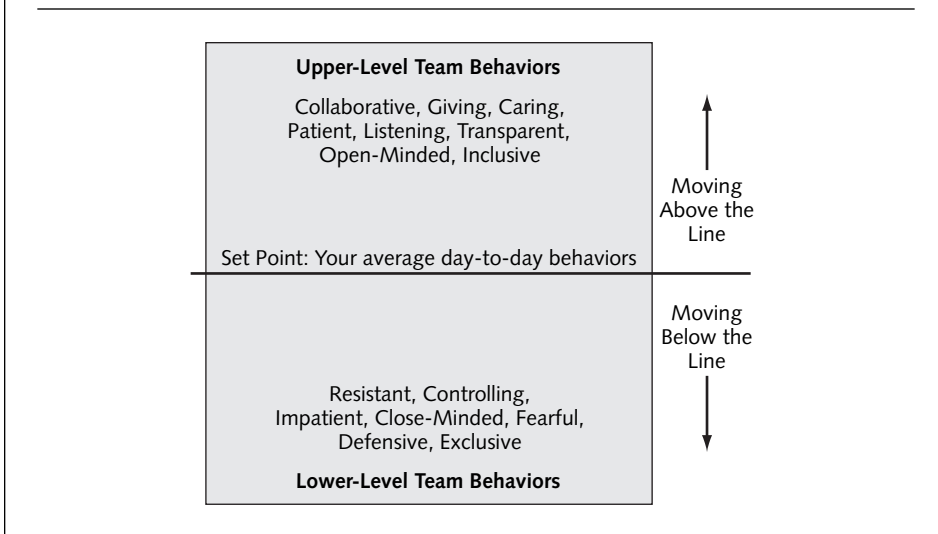 Upper-Level Team Behaviors
Collaborative, Giving, Caring,
Patient, Listening, Transparent,
Open-Minded, Inclusive
Moving
Above the
Line
Set Point: Your average day-to-day behaviors
Moving
Below the
Line
Resistant, Controlling,
Impatient, Close-Minded, Fearful,
Defensive, Exclusive
Lower-Level Team Behaviors